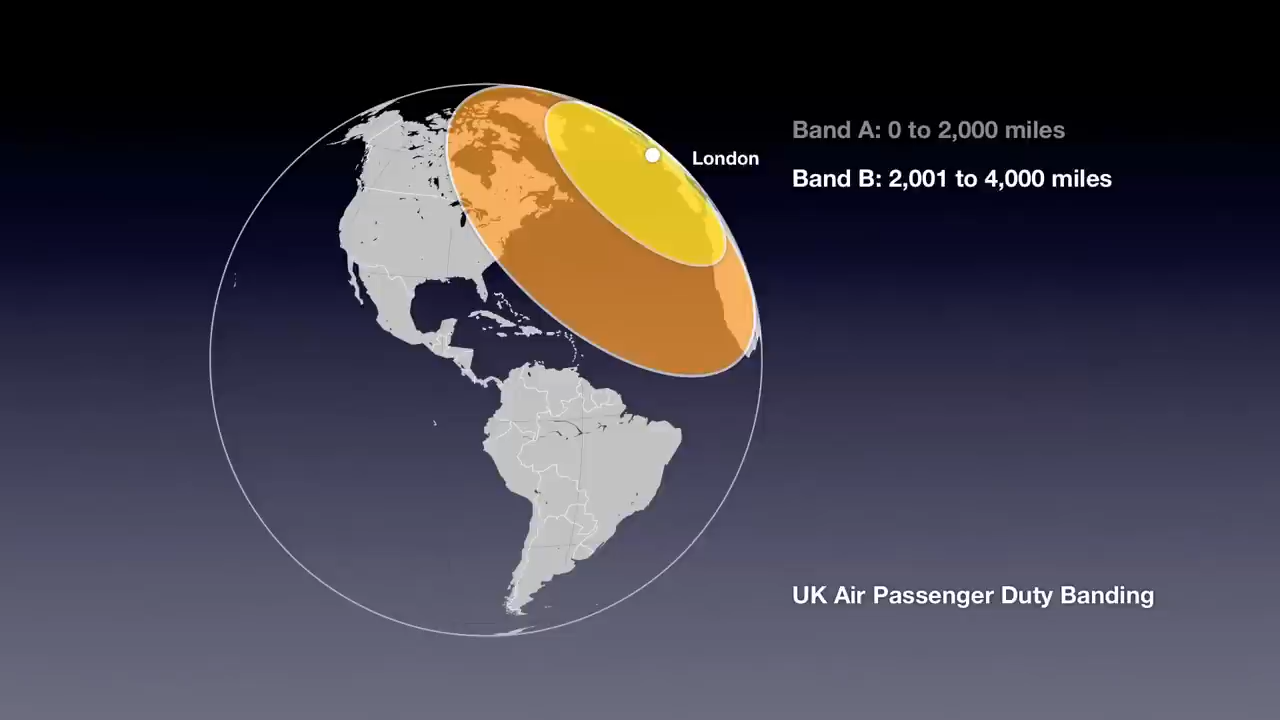 Band A: 0 to 2,000 miles
London
Band B: 2,001 to 4,000 miles
UK Air Passenger Duty Banding